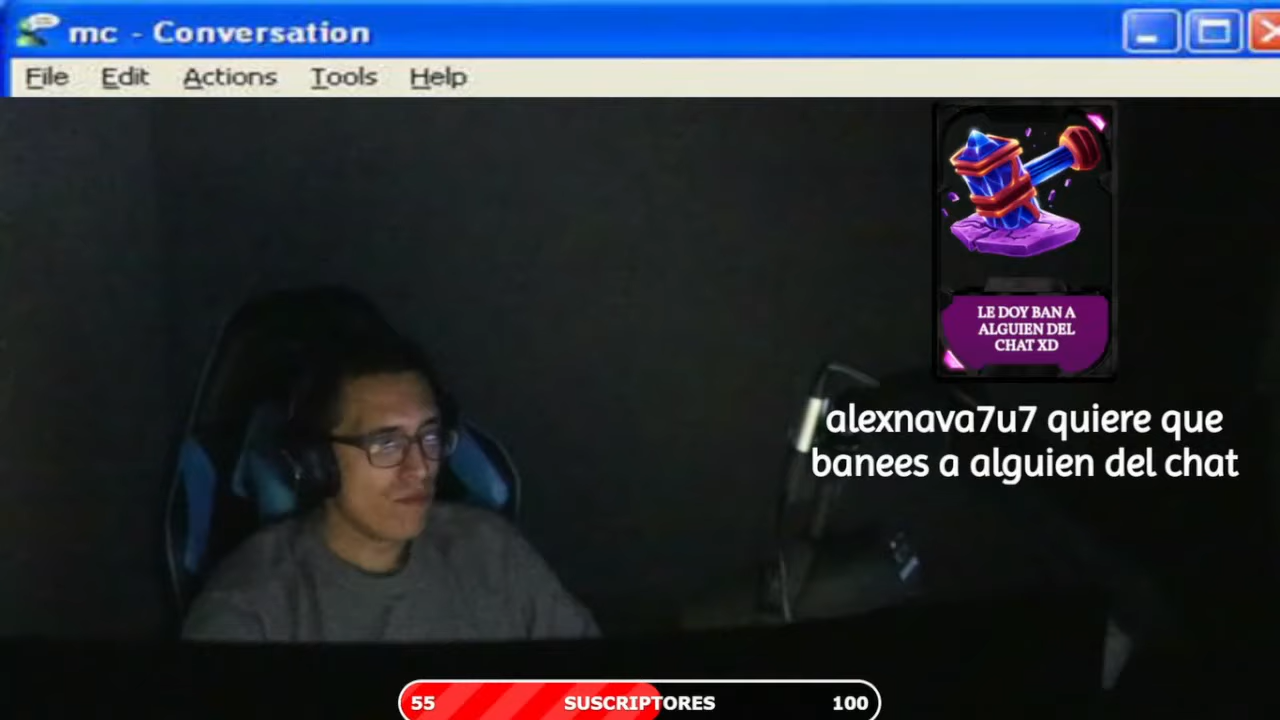 mc - Conversation
File Edit Actions Tools Help
LE DOY BAN A
ALGUIEN DEL
CHAT XD
alexnava7u7 quiere que
banees a alguien del chat
55 SUSCRIPTORES 100